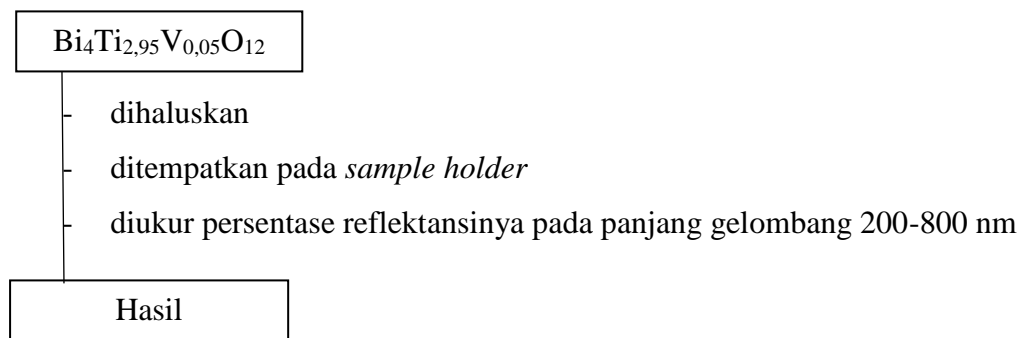 Bi₄Ti₂,₉₅V₀,₀₅O₁₂
- dihaluskan
- ditempatkan pada sample holder
- diukur persentase reflektansinya pada panjang gelombang 200-800 nm
Hasil